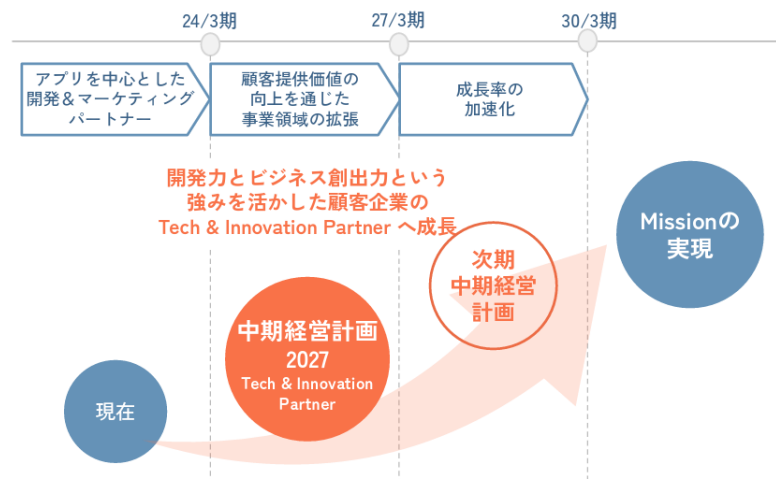 24/3期
27/3期
30/3期
アプリを中心とした
開発＆マーケティング
パートナー
顧客提供価値の
向上を通じた
事業領域の拡張
成長率の
加速化
開発力とビジネス創出力という
強みを活かした顧客企業の
Tech & Innovation Partner へ成長
Missionの
実現
次期
中期経営
計画
中期経営計画
2027
Tech & Innovation
Partner
現在